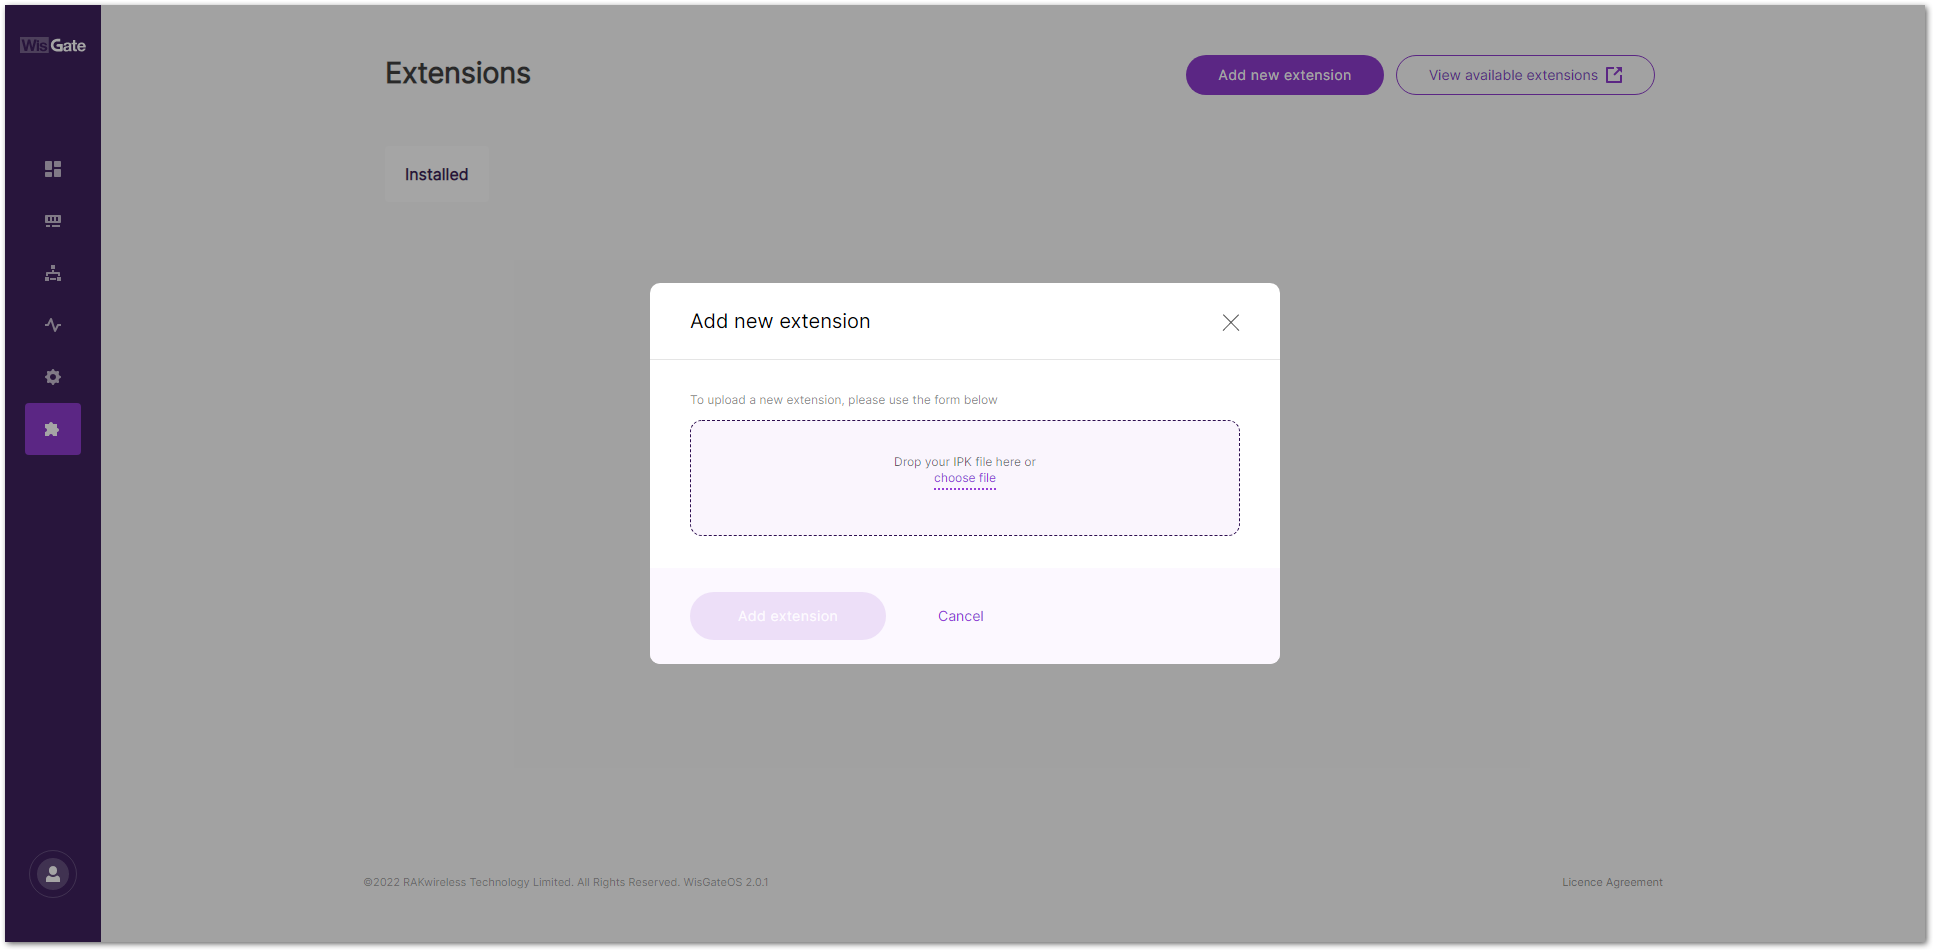 WisGate
Extensions
Add new extension
View available extensions
Installed
Add new extension
To upload a new extension, please use the form below
Drop your IPK file here or
choose file
Add extension
Cancel
©2022 RAKwireless Technology Limited. All Rights Reserved. WisGateOS 2.0.1
Licence Agreement